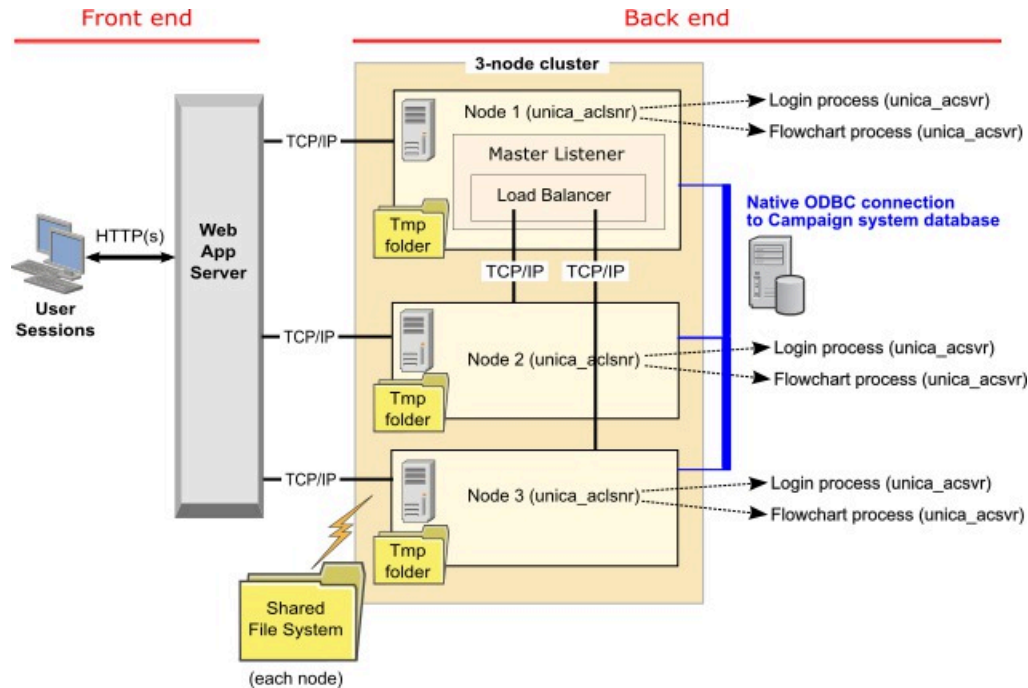 Front end
Back end
3-node cluster
Node 1 (unica_aclsnr)
Login process (unica_acsvr)
Flowchart process (unica_acsvr)
TCP/IP
Master Listener
Load Balancer
Tmp
folder
Native ODBC connection
to Campaign system database
HTTP(s)
Web
App
Server
User
Sessions
TCP/IP
TCP/IP
TCP/IP
Node 2 (unica_aclsnr)
Login process (unica_acsvr)
Flowchart process (unica_acsvr)
Tmp
folder
TCP/IP
Node 3 (unica_aclsnr)
Login process (unica_acsvr)
Flowchart process (unica_acsvr)
Tmp
folder
Shared
File System
(each node)